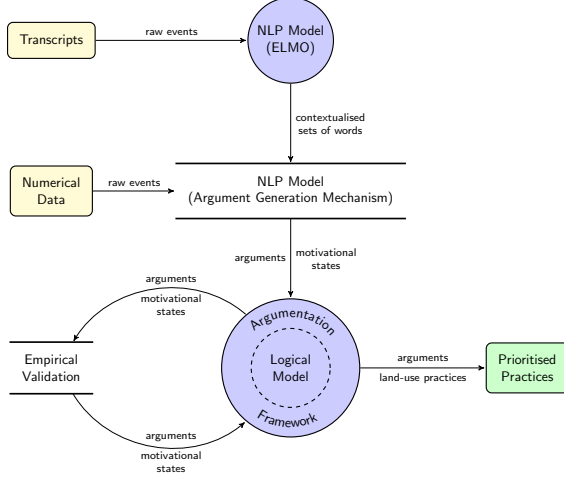 Transcripts
raw events
NLP Model
(ELMO)
contextualised
sets of words
Numerical
Data
raw events
NLP Model
(Argument Generation Mechanism)
arguments
motivational
states
arguments
motivational
states
Argumentation
Logical
Model
Framework
Empirical
Validation
arguments
land-use practices
Prioritised
Practices
arguments
motivational
states